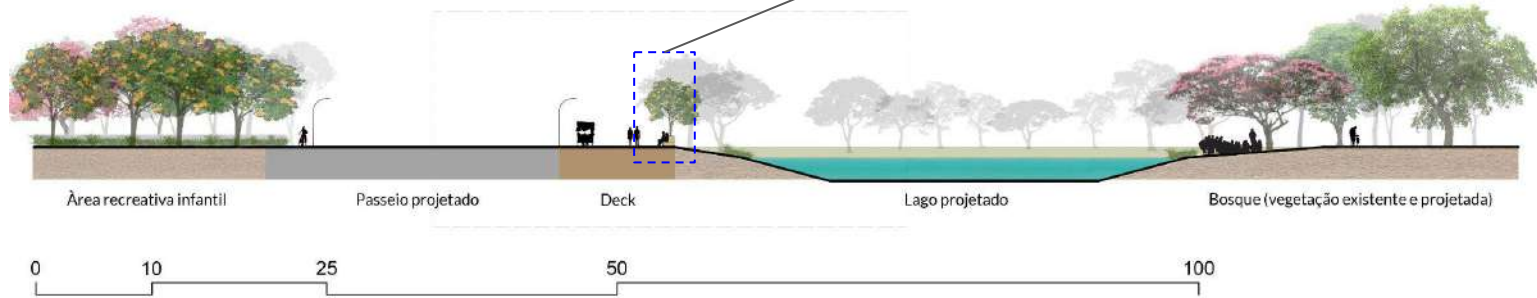 Àrea recreativa infantil Passeio projetado Deck Lago projetado Bosque (vegetação existente e projetada)
0 10 25 50 100